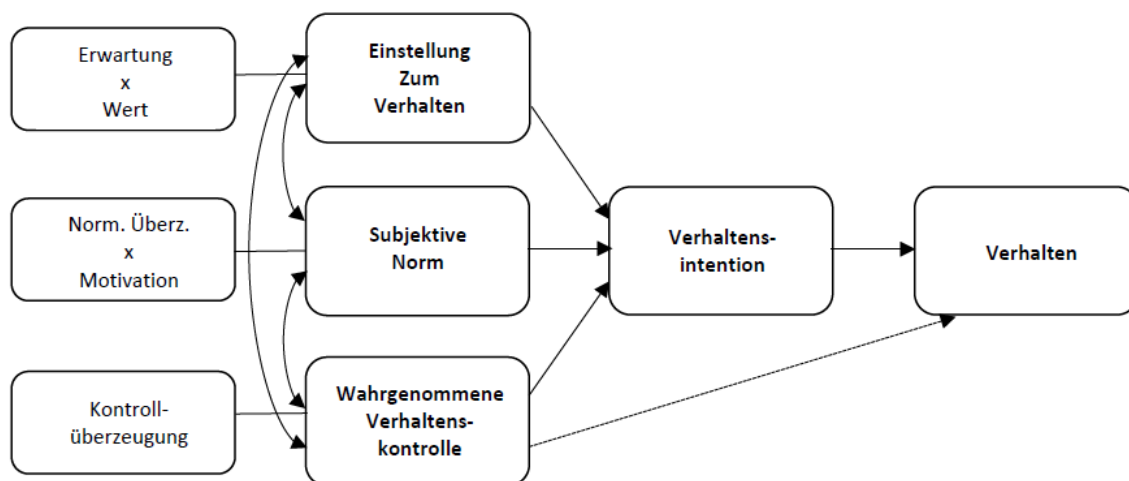 Erwartung
x
Wert
Einstellung
Zum
Verhalten
Norm. Überz.
x
Motivation
Subjektive
Norm
Verhaltens-
intention
Verhalten
Kontroll-
überzeugung
Wahrgenommene
Verhaltens-
kontrolle